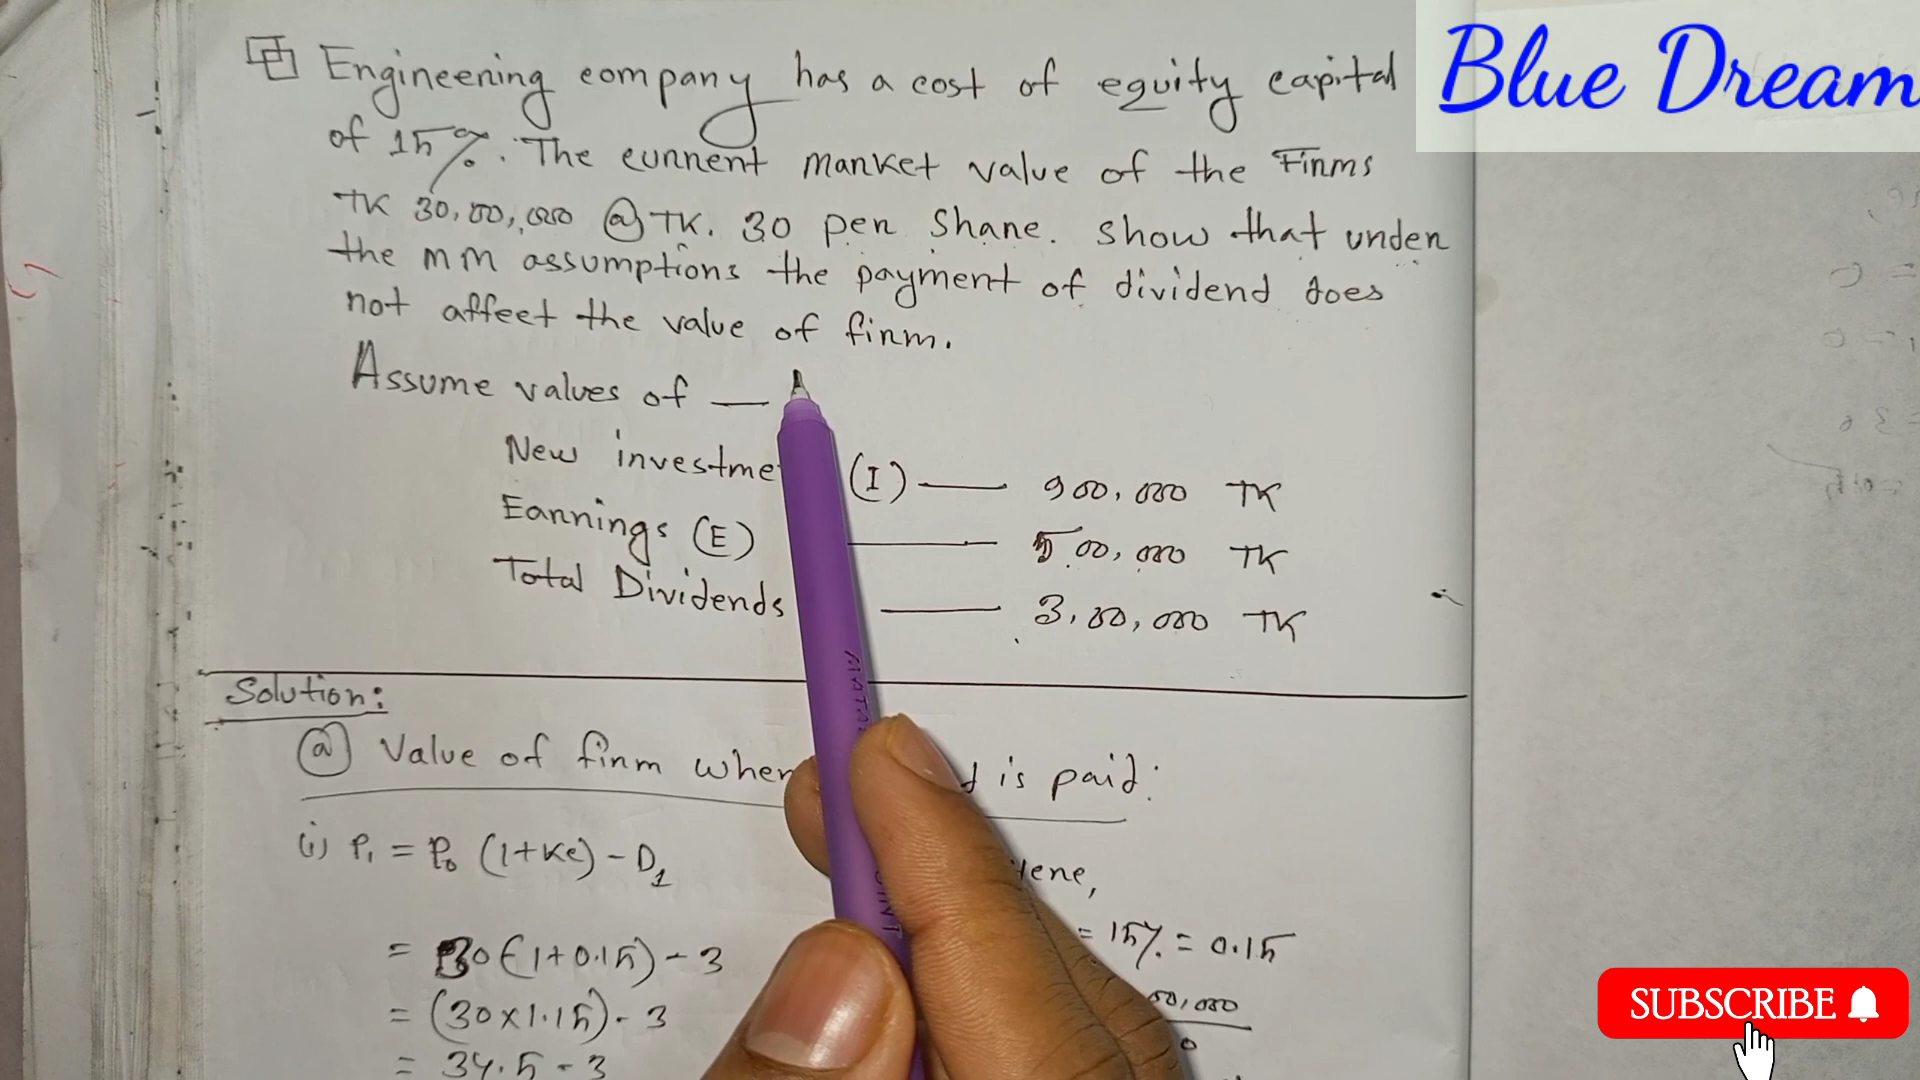 Blue Dream
Engineering company has a cost of equity capital
of 15%. The current market value of the Firms
TK 30,00,000 @ TK. 30 per Share. Show that under
the MM assumptions the payment of dividend does
not affect the value of firm.
Assume values of —
New investme (I) — 900,000 TK
Earnings (E) — 500,000 TK
Total Dividends — 3,00,000 TK
Solution:
(a) Value of firm when is paid:
(i) P₁ = P₀ (1+Ke) - D₁
= 30 (1+0.15) - 3
= 15% = 0.15
= (30×1.15) - 3
= 34.5 - 3
SUBSCRIBE